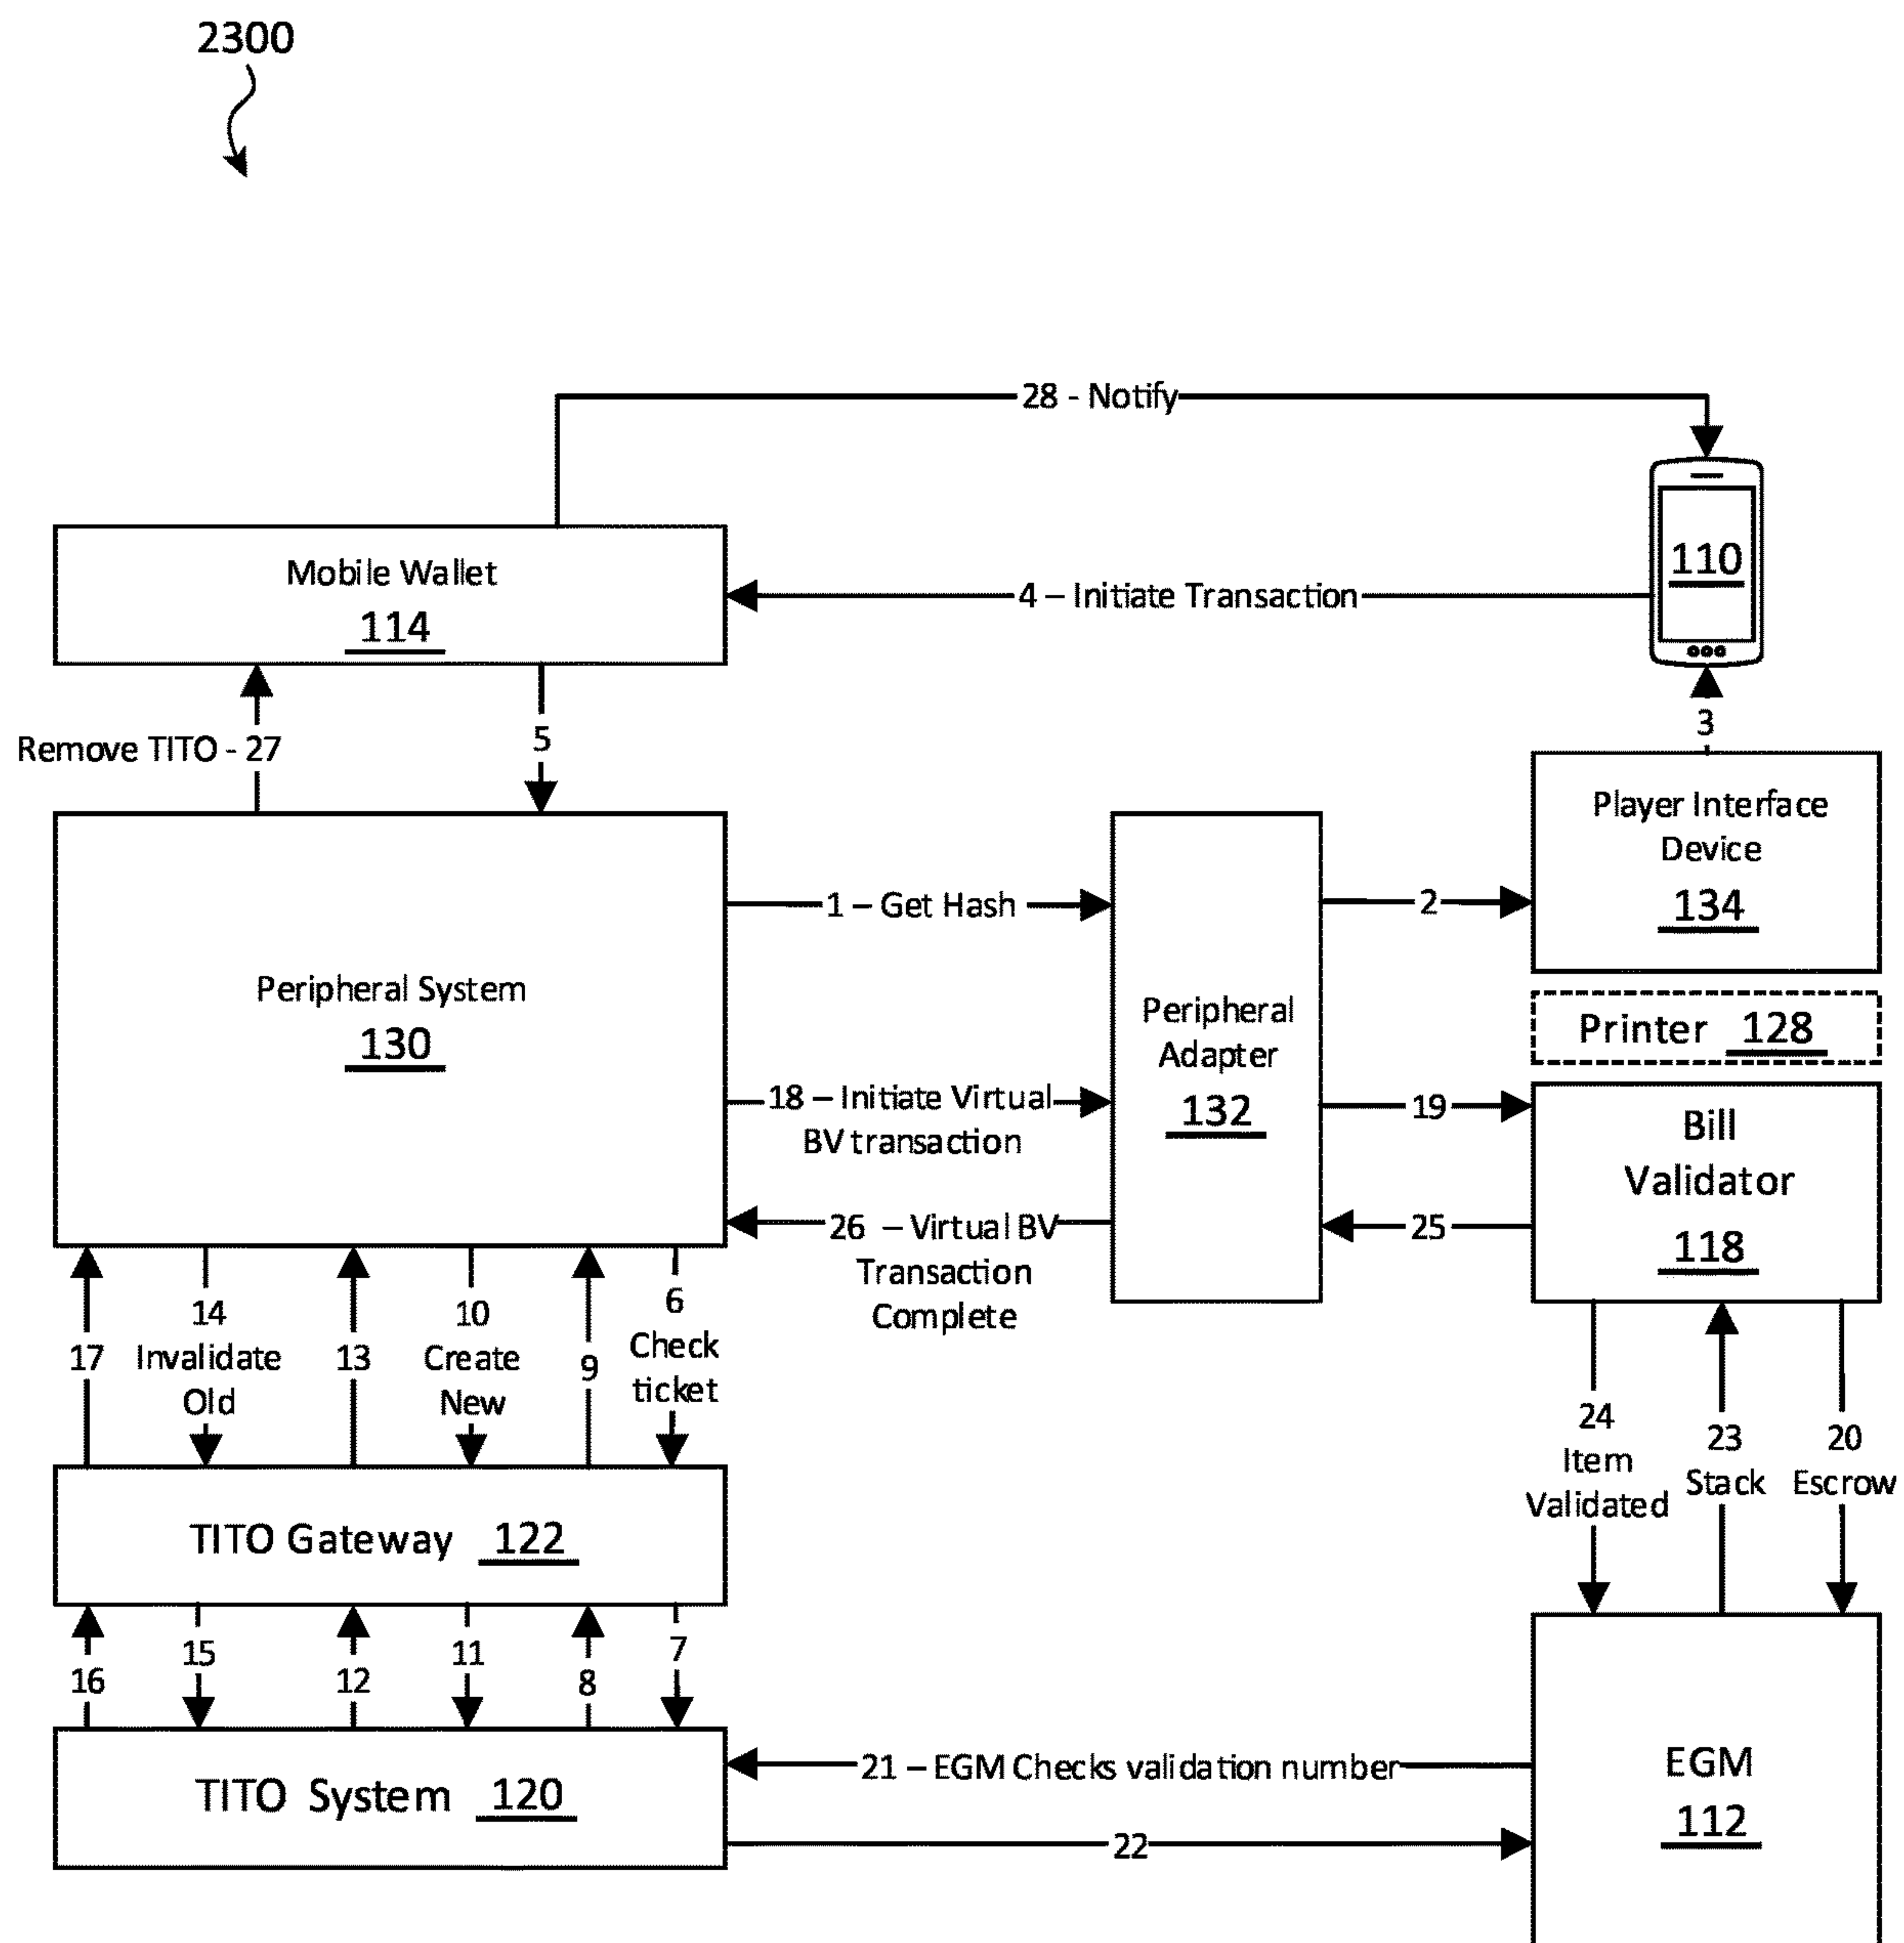 2300
28 - Notify
110
Mobile Wallet
114
4 – Initiate Transaction
3
Remove TITO - 27
5
Player Interface
Device
134
1 – Get Hash
2
Peripheral System
130
Peripheral
Adapter
132
Printer 128
18 – Initiate Virtual
BV transaction
19
Bill
Validator
118
26 – Virtual BV
Transaction
Complete
25
17
14
Invalidate
Old
13
10
Create
New
9
6
Check
ticket
24
Item
Validated
23
Stack
20
Escrow
TITO Gateway 122
16
15
12
11
8
7
TITO System 120
21 – EGM Checks validation number
22
EGM
112